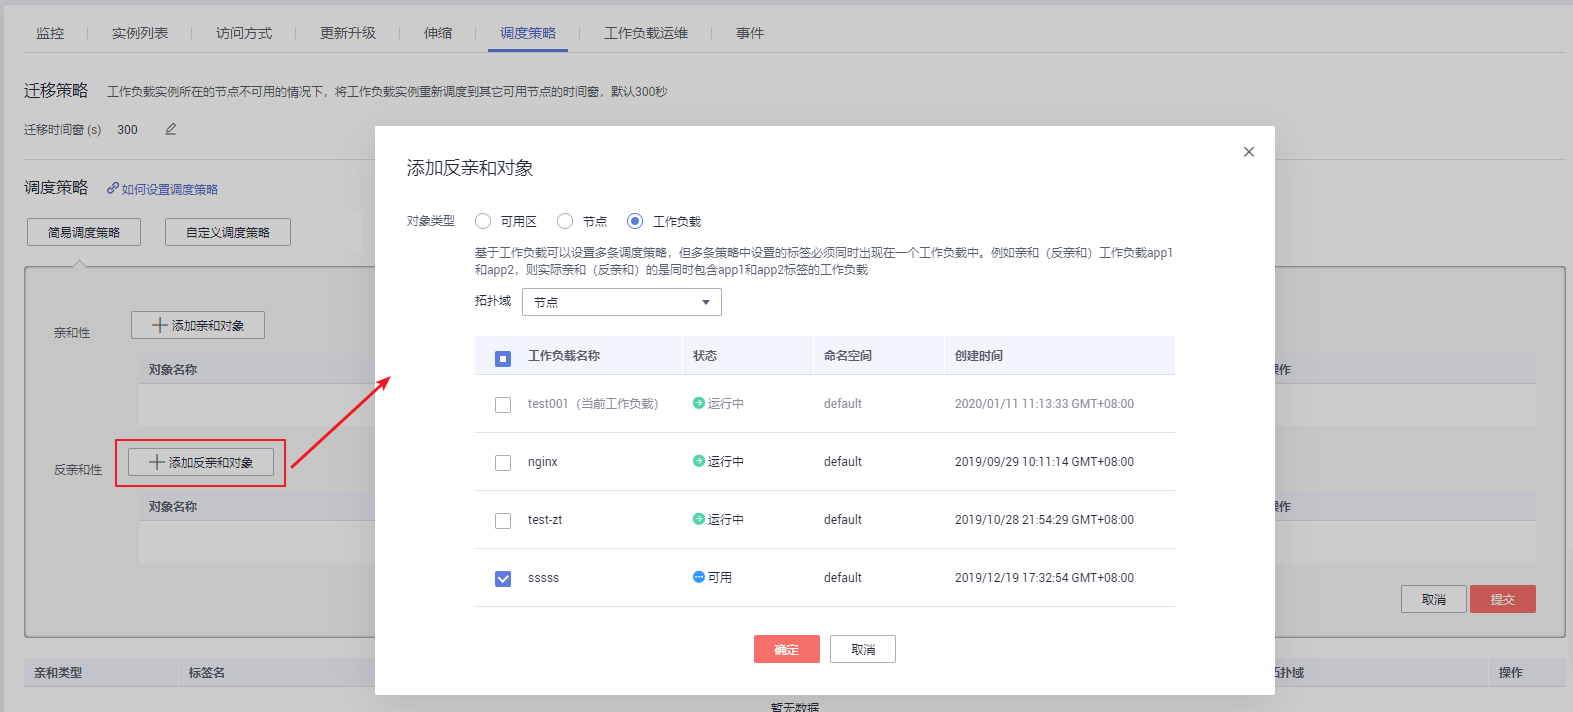 监控 实例列表 访问方式 更新升级 伸缩 调度策略 工作负载运维 事件
迁移策略 工作负载实例所在的节点不可用的情况下，将工作负载实例重新调度到其它可用节点的时间窗，默认300秒
迁移时间窗 (s) 300
调度策略 如何设置调度策略
简易调度策略 自定义调度策略
亲和性 添加亲和对象
对象名称 操作
反亲和性 添加反亲和对象
对象名称 操作
取消 提交
亲和类型 标签名 拓扑域 操作
暂无数据
添加反亲和对象
对象类型 可用区 节点 工作负载
基于工作负载可以设置多条调度策略，但多条策略中设置的标签必须同时出现在一个工作负载中。例如亲和（反亲和）工作负载app1
和app2，则实际亲和（反亲和）的是同时包含app1和app2标签的工作负载
拓扑域 节点
工作负载名称 状态 命名空间 创建时间
test001（当前工作负载） 运行中 default 2020/01/11 11:13:33 GMT+08:00
nginx 运行中 default 2019/09/29 10:11:14 GMT+08:00
test-zt 运行中 default 2019/10/28 21:54:29 GMT+08:00
sssss 可用 default 2019/12/19 17:32:54 GMT+08:00
确定 取消